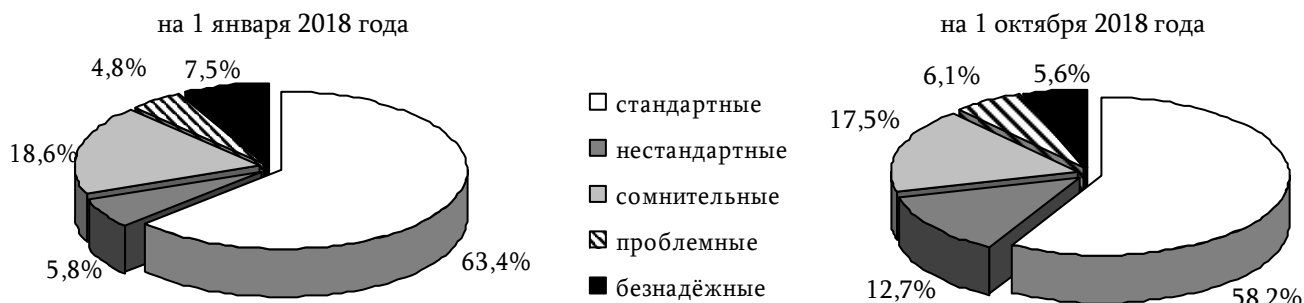 на 1 января 2018 года
4,8%
7,5%
18,6%
5,8%
63,4%
стандартные
нестандартные
сомнительные
проблемные
безнадёжные
на 1 октября 2018 года
6,1%
5,6%
17,5%
12,7%
58,2%